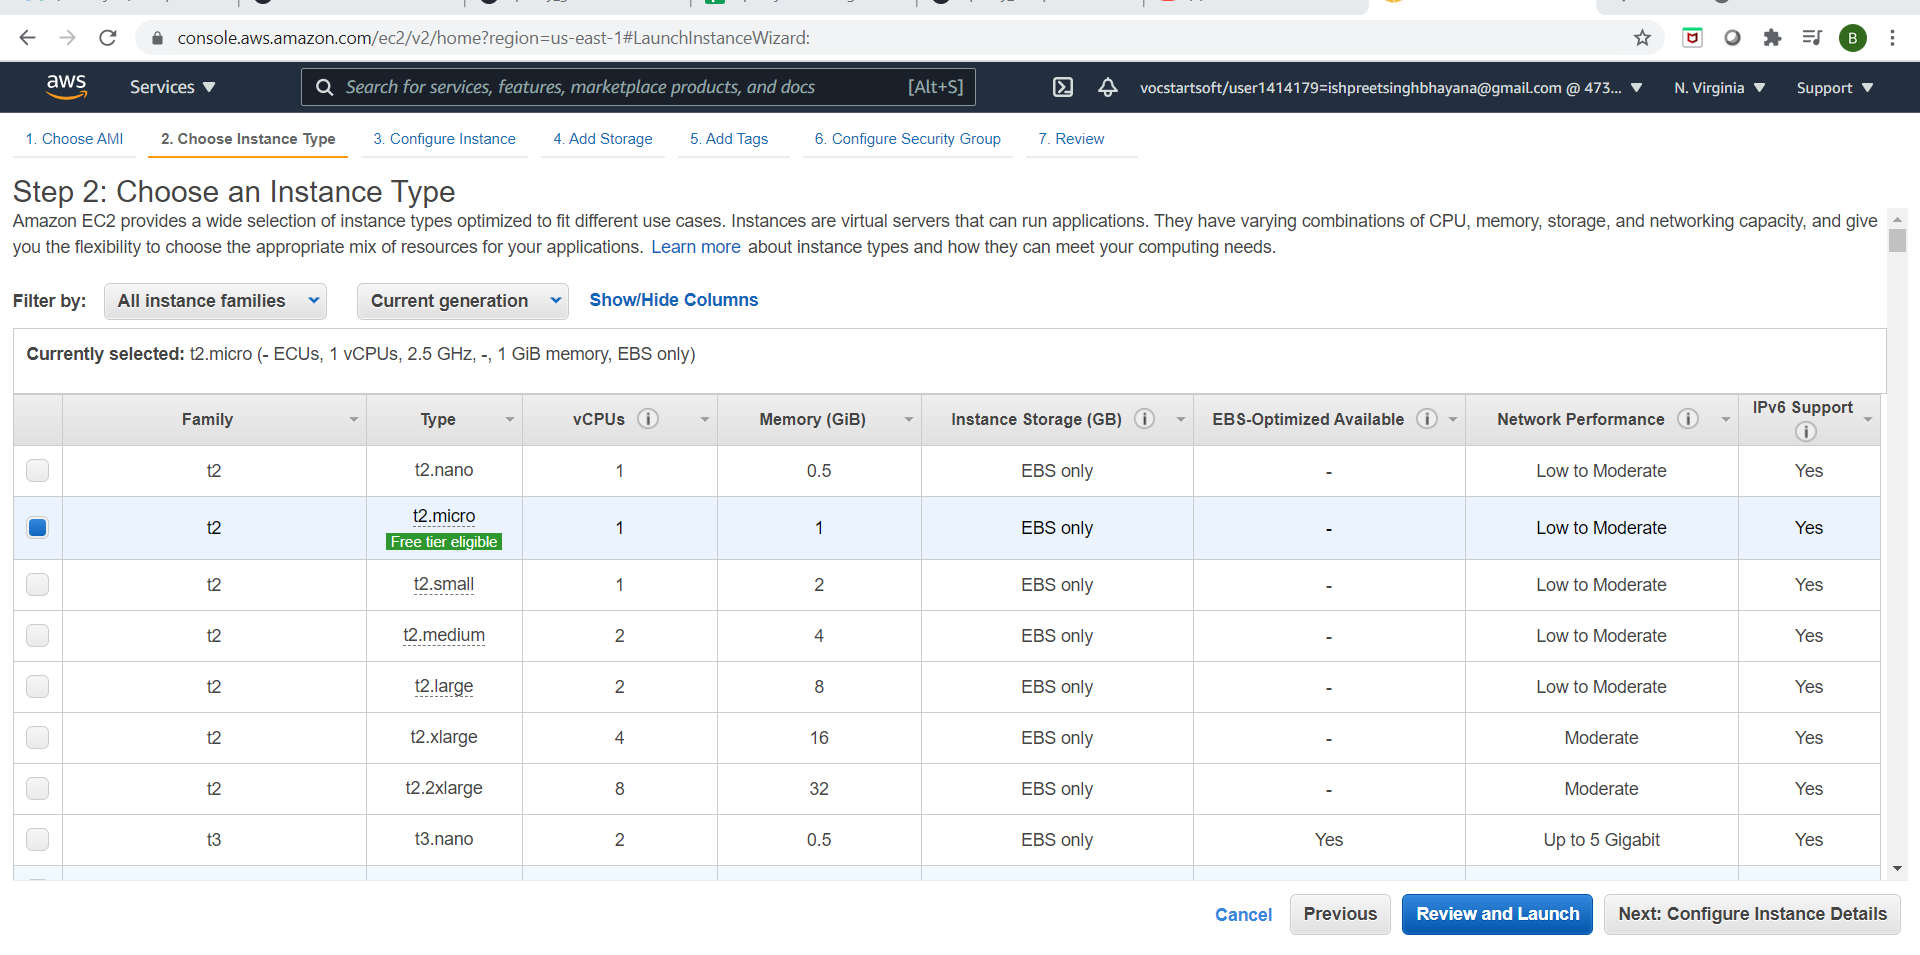 console.aws.amazon.com/ec2/v2/home?region=us-east-1#LaunchInstanceWizard:
B
aws Services Search for services, features, marketplace products, and docs [Alt+S] vocstartsoft/user1414179=ishpreetsinghbhayana@gmail.com @ 473... N. Virginia Support
1. Choose AMI 2. Choose Instance Type 3. Configure Instance 4. Add Storage 5. Add Tags 6. Configure Security Group 7. Review
Step 2: Choose an Instance Type
Amazon EC2 provides a wide selection of instance types optimized to fit different use cases. Instances are virtual servers that can run applications. They have varying combinations of CPU, memory, storage, and networking capacity, and give
you the flexibility to choose the appropriate mix of resources for your applications. Learn more about instance types and how they can meet your computing needs.
Filter by: All instance families Current generation Show/Hide Columns
Currently selected: t2.micro (- ECUs, 1 vCPUs, 2.5 GHz, -, 1 GiB memory, EBS only)
Family Type vCPUs Memory (GiB) Instance Storage (GB) EBS-Optimized Available Network Performance IPv6 Support
t2 t2.nano 1 0.5 EBS only - Low to Moderate Yes
t2 t2.micro 1 1 EBS only - Low to Moderate Yes
Free tier eligible
t2 t2.small 1 2 EBS only - Low to Moderate Yes
t2 t2.medium 2 4 EBS only - Low to Moderate Yes
t2 t2.large 2 8 EBS only - Low to Moderate Yes
t2 t2.xlarge 4 16 EBS only - Moderate Yes
t2 t2.2xlarge 8 32 EBS only - Moderate Yes
t3 t3.nano 2 0.5 EBS only Yes Up to 5 Gigabit Yes
Cancel Previous Review and Launch Next: Configure Instance Details